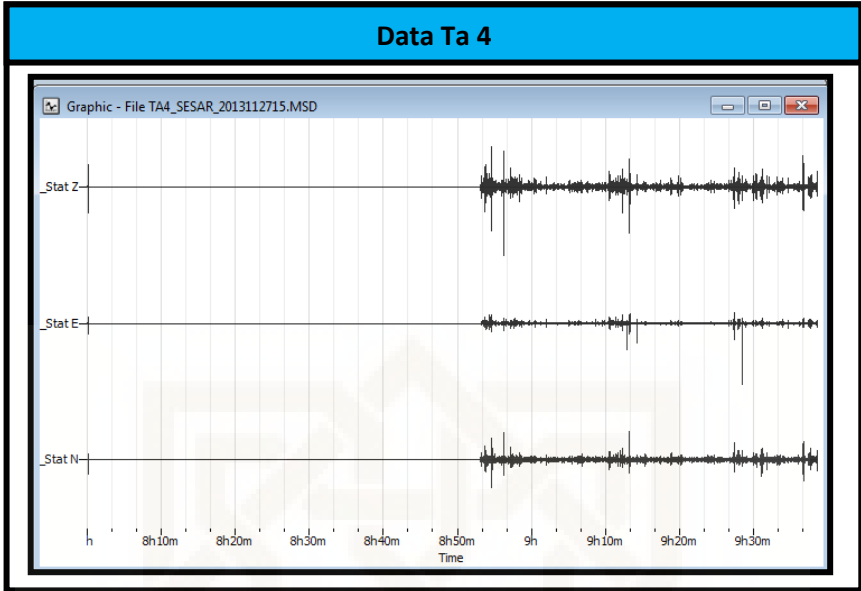 Data Ta 4
Graphic - File TA4_SESAR_2013112715.MSD
_Stat Z
_Stat E
_Stat N
h 8h10m 8h20m 8h30m 8h40m 8h50m 9h 9h10m 9h20m 9h30m
Time